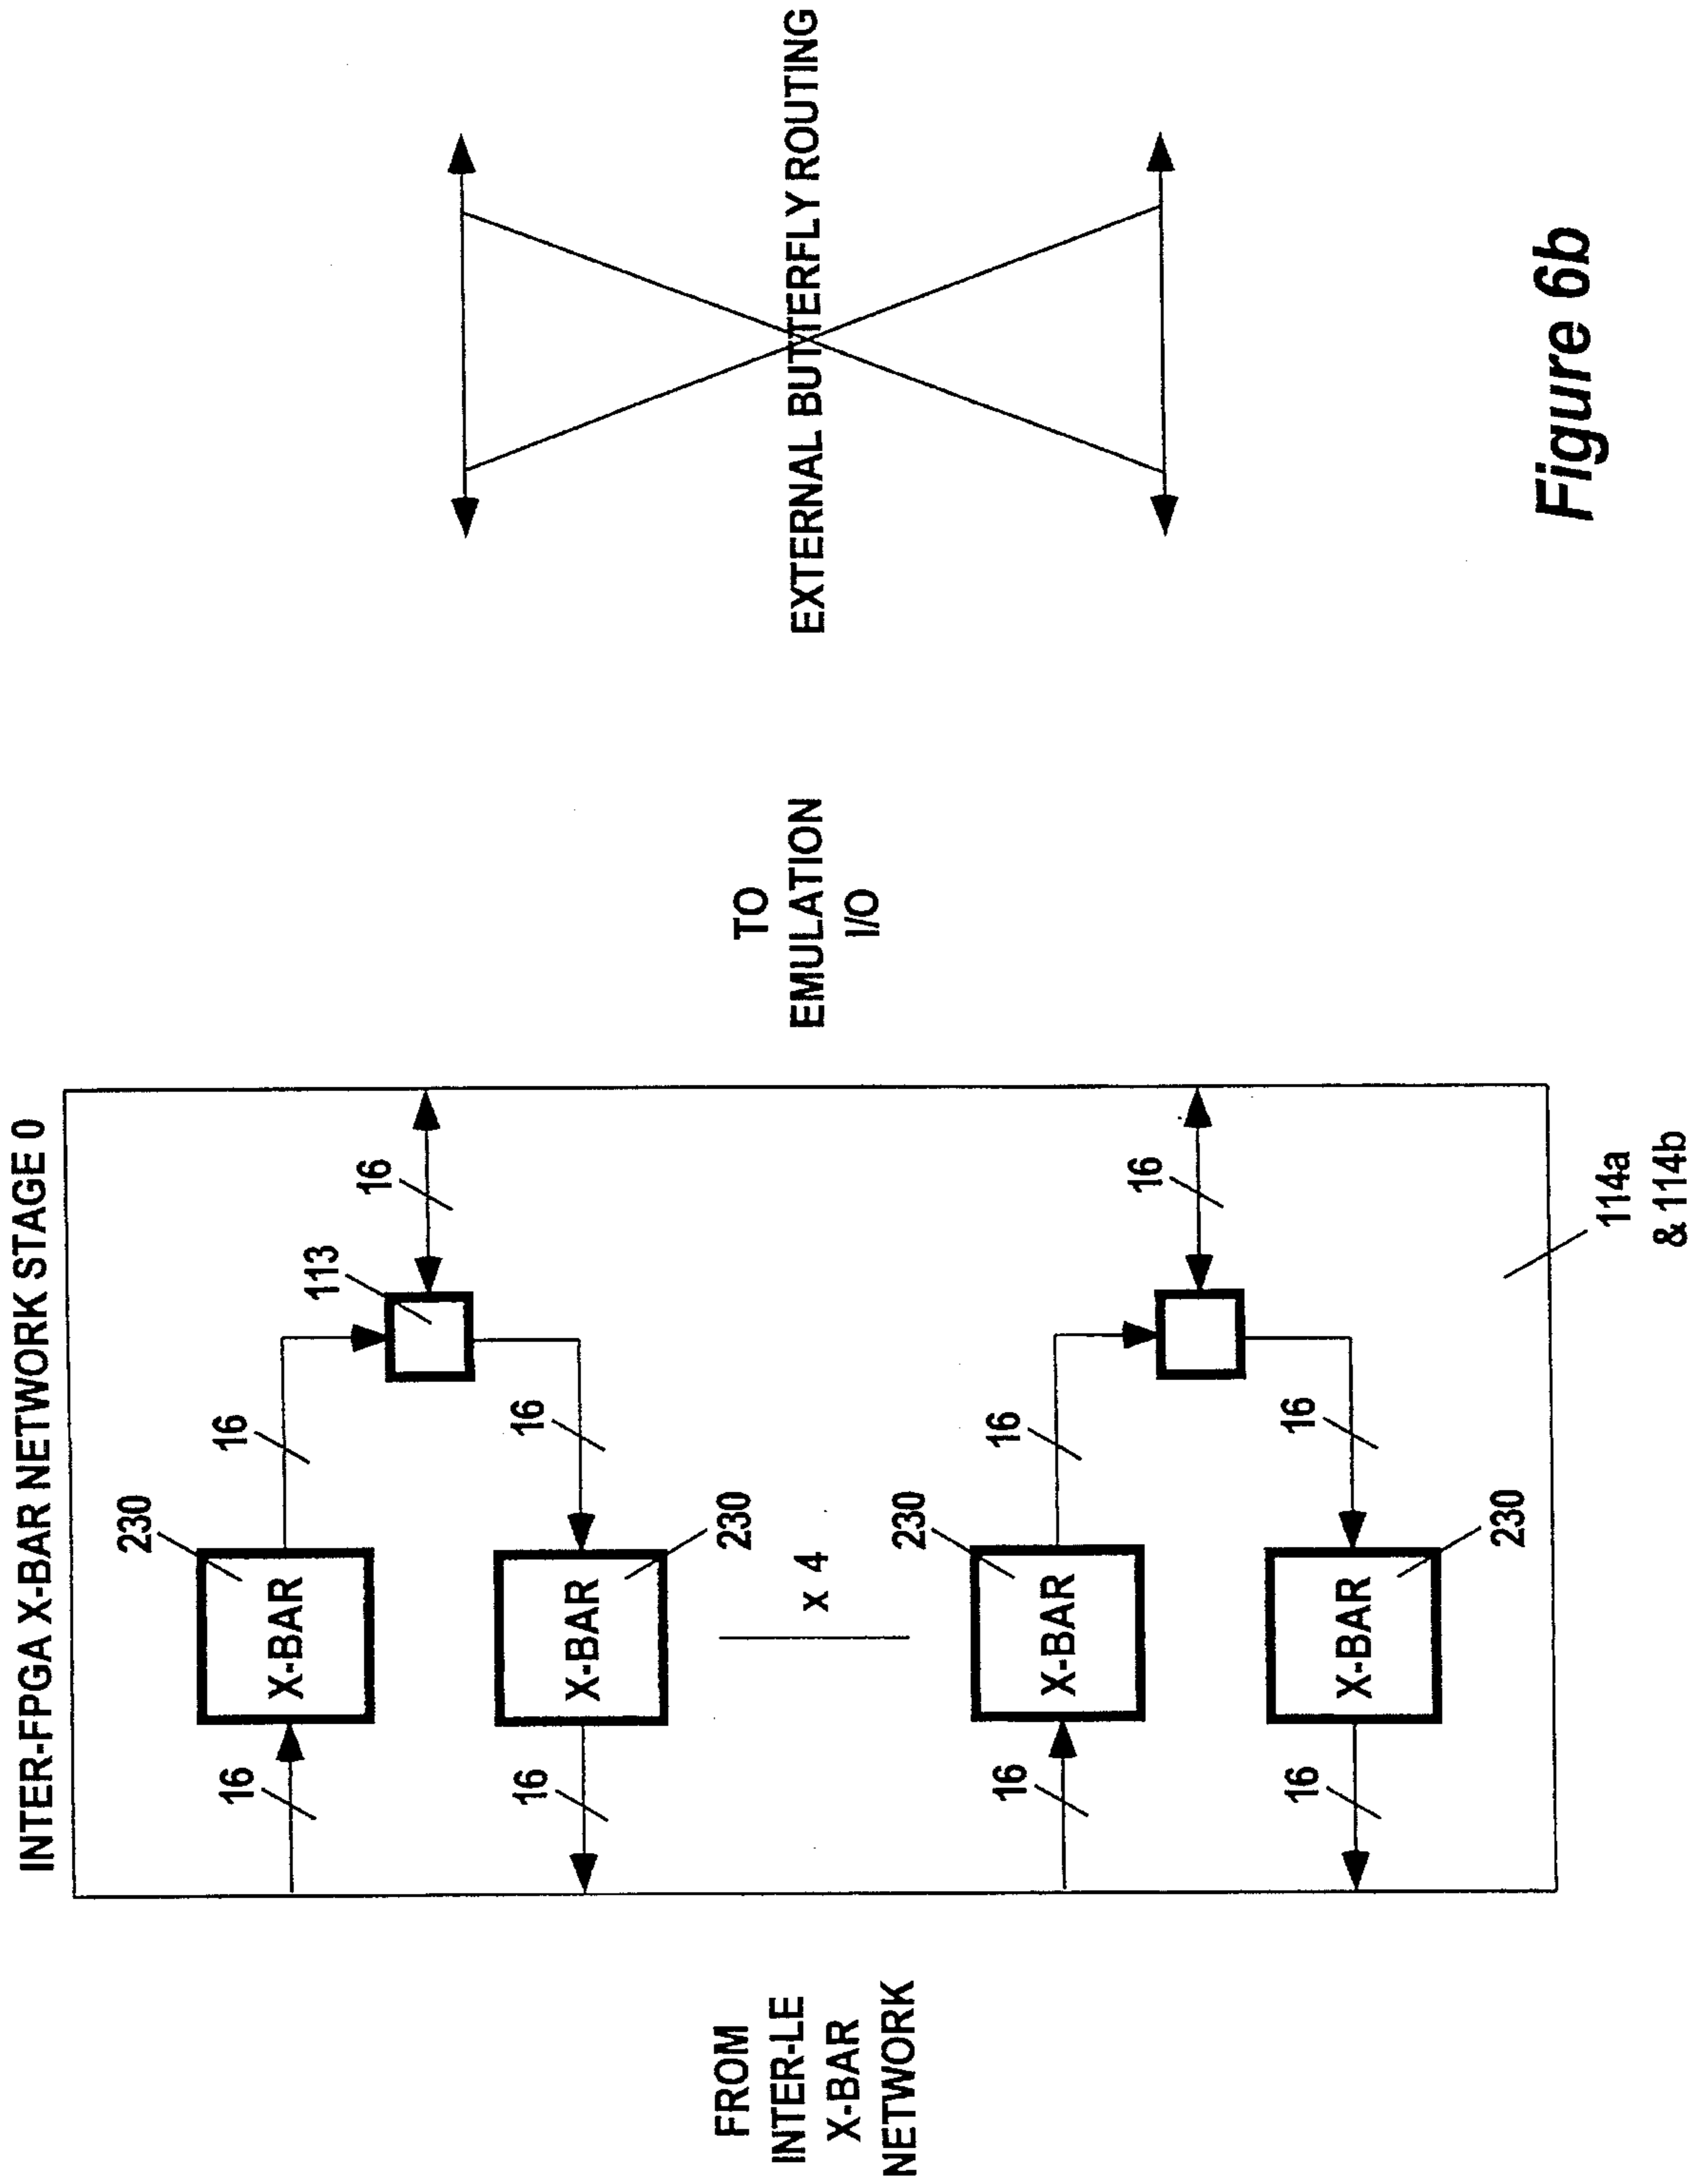 INTER-FPGA X-BAR NETWORK STAGE 0
230
16
113
16
16
X-BAR
16
16
X-BAR
230
FROM
INTER-LE
X-BAR
NETWORK
x 4
TO
EMULATION
I/O
EXTERNAL BUTTERFLY ROUTING
230
16
16
16
X-BAR
16
16
X-BAR
230
114a
& 114b
Figure 6b